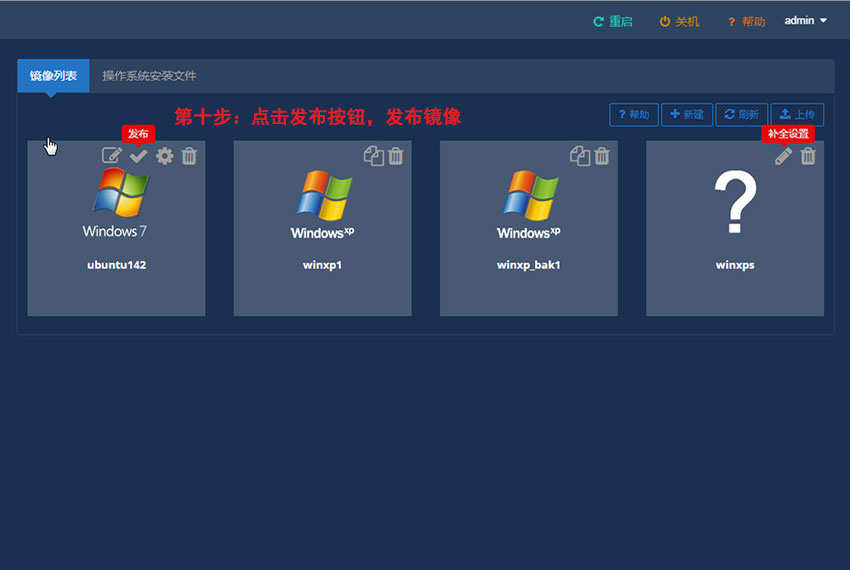 重启 关机 ? 帮助 admin
镜像列表 操作系统安装文件
第十步：点击发布按钮，发布镜像
? 帮助 新建 刷新 上传
发布 补全设置
Windows 7 Windows xp Windows xp ?
ubuntu142 winxp1 winxp_bak1 winxps